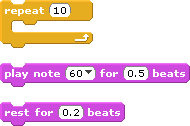 repeat 10
play note 60 for 0.5 beats
rest for 0.2 beats